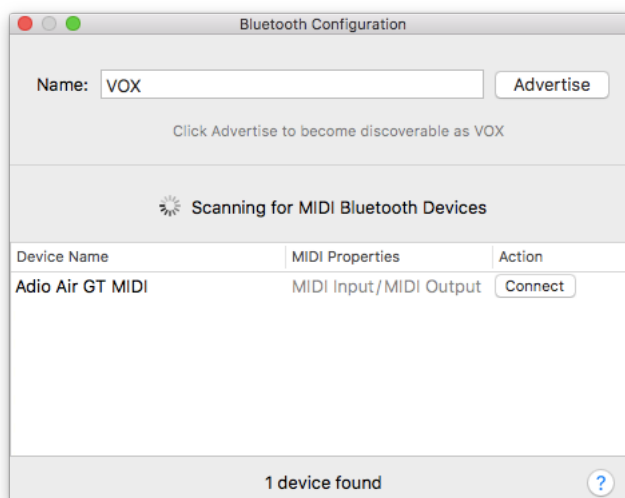 Bluetooth Configuration
Name: VOX Advertise
Click Advertise to become discoverable as VOX
Scanning for MIDI Bluetooth Devices
Device Name MIDI Properties Action
Adio Air GT MIDI MIDI Input/MIDI Output Connect
1 device found ?